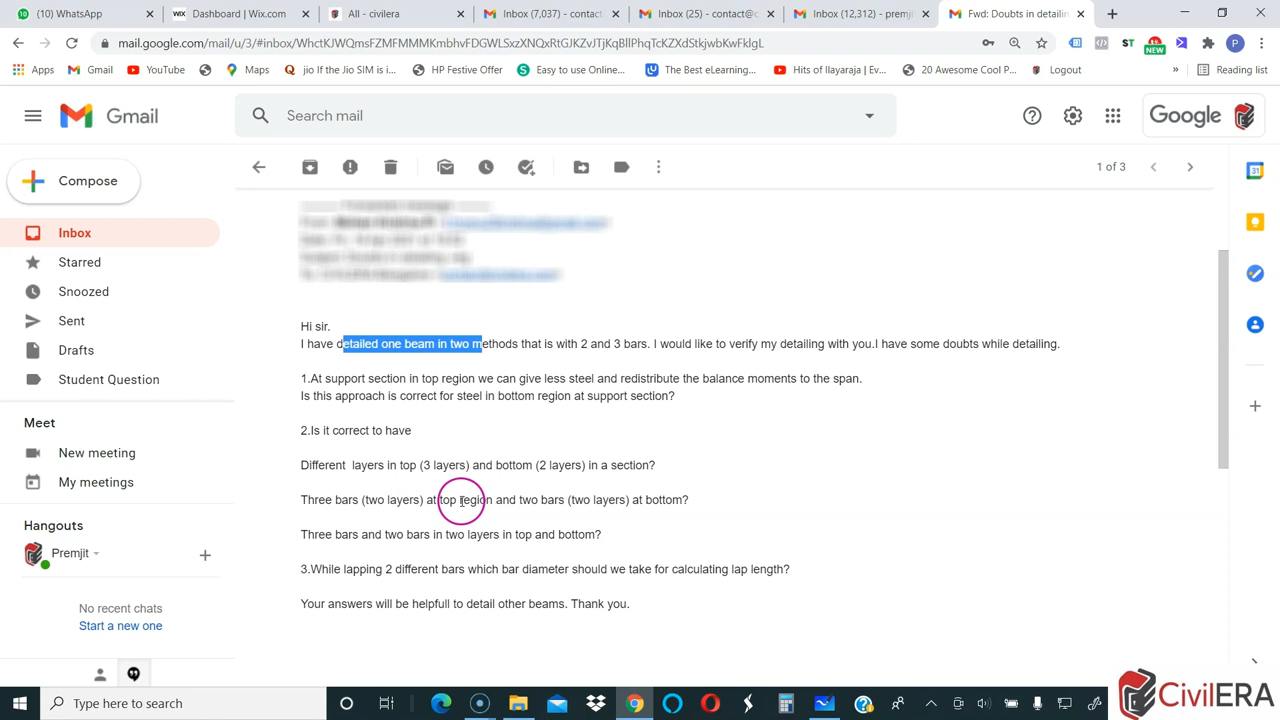 WhatsApp
Dashboard | Wix.com
All - civilera
Inbox (7,037) - contact
Inbox (25) - contact@c
Inbox (12,312) - premjit
Fwd: Doubts in detailin
mail.google.com/mail/u/3/#inbox/
Apps
Gmail
YouTube
Maps
jio If the Jio SIM is i...
HP Festive Offer
Easy to use Online...
The Best eLearning...
Hits of Ilayaraja | Ev...
20 Awesome Cool P...
Logout
»
Reading list
ST
NEW
P
Gmail
Search mail
Google
Compose
1 of 3
31
Inbox
Starred
Snoozed
Sent
Drafts
Student Question
Meet
New meeting
My meetings
Hangouts
Premjit
No recent chats
Start a new one
Hi sir.
I have detailed one beam in two methods that is with 2 and 3 bars. I would like to verify my detailing with you.I have some doubts while detailing.
1.At support section in top region we can give less steel and redistribute the balance moments to the span.
Is this approach is correct for steel in bottom region at support section?
2.Is it correct to have
Different layers in top (3 layers) and bottom (2 layers) in a section?
Three bars (two layers) at top region and two bars (two layers) at bottom?
Three bars and two bars in two layers in top and bottom?
3.While lapping 2 different bars which bar diameter should we take for calculating lap length?
Your answers will be helpfull to detail other beams. Thank you.
Type here to search
CivilERA